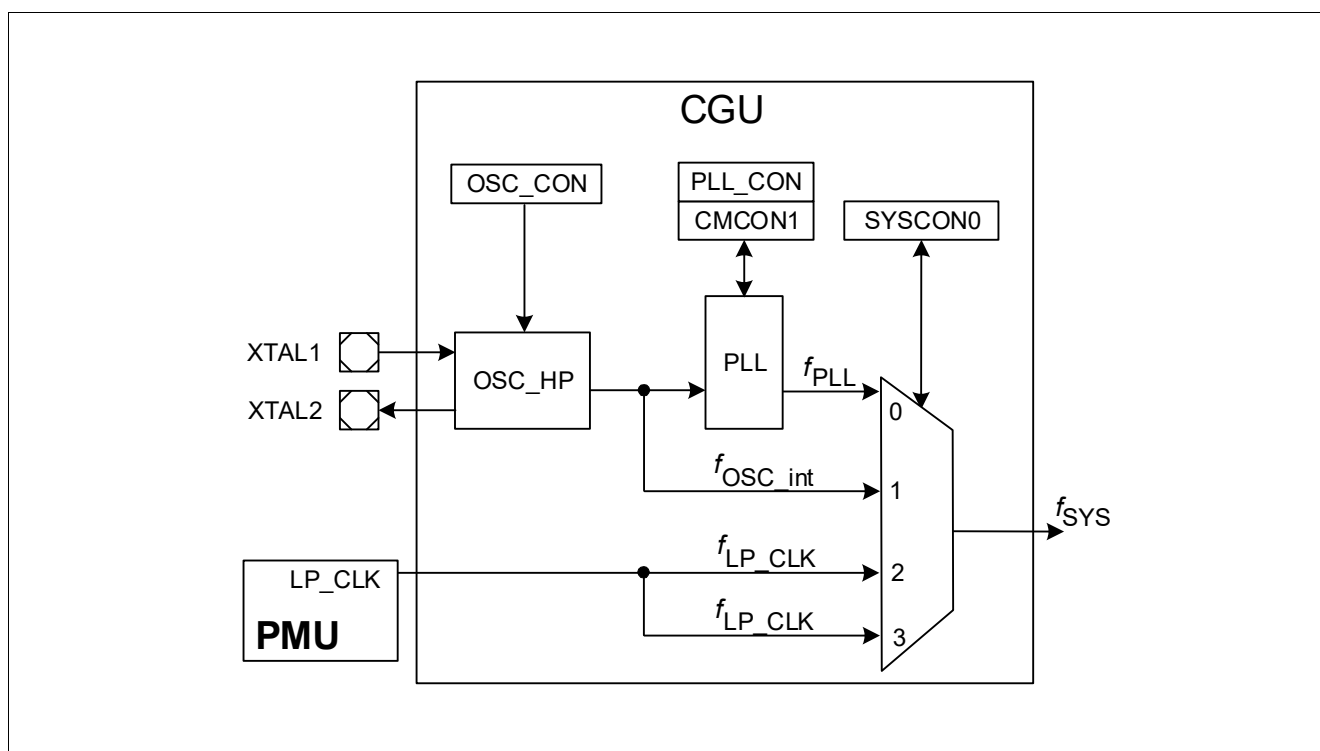 CGU
OSC_CON
PLL_CON
CMCON1
SYSCON0
XTAL1
OSC_HP
PLL
fPLL
0
XTAL2
fOSC_int
1
fSYS
LP_CLK
fLP_CLK
2
PMU
fLP_CLK
3